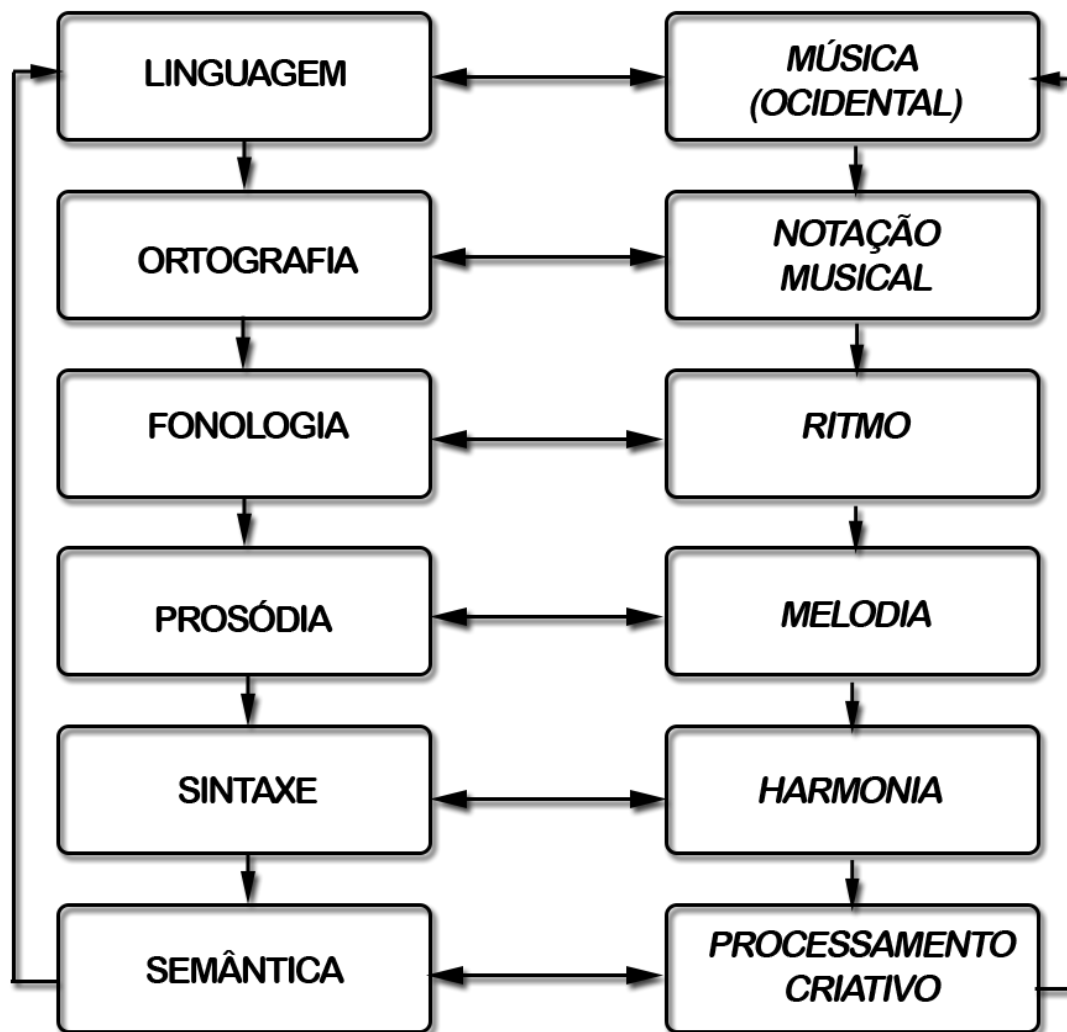 LINGUAGEM
MÚSICA
(OCIDENTAL)
ORTOGRAFIA
NOTAÇÃO
MUSICAL
FONOLOGIA
RITMO
PROSÓDIA
MELODIA
SINTAXE
HARMONIA
SEMÂNTICA
PROCESSAMENTO
CRIATIVO